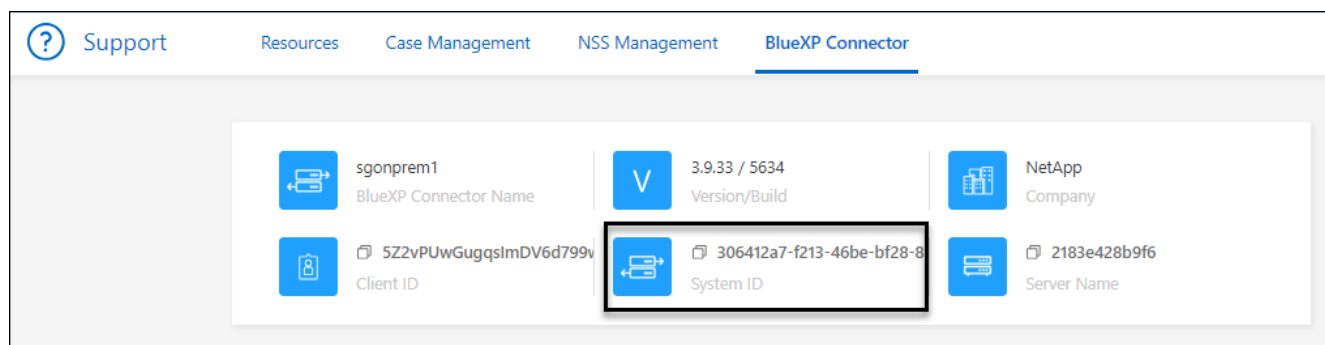 ? Support Resources Case Management NSS Management BlueXP Connector
sgonprem1 3.9.33 / 5634 NetApp
BlueXP Connector Name V Version/Build Company
5Z2vPUwGugqsImDV6d799 306412a7-f213-46be-bf28-8 2183e428b9f6
Client ID System ID Server Name